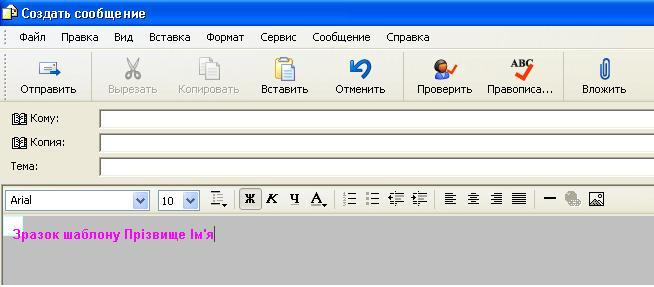 Создать сообщение
Файл Правка Вид Вставка Формат Сервис Сообщение Справка
ABC
Отправить Вырезать Копировать Вставить Отменить Проверить Правописа... Вложить
Кому:
Копия:
Тема:
Arial 10 Ж К Ч А
Зразок шаблону Прізвище Ім'я